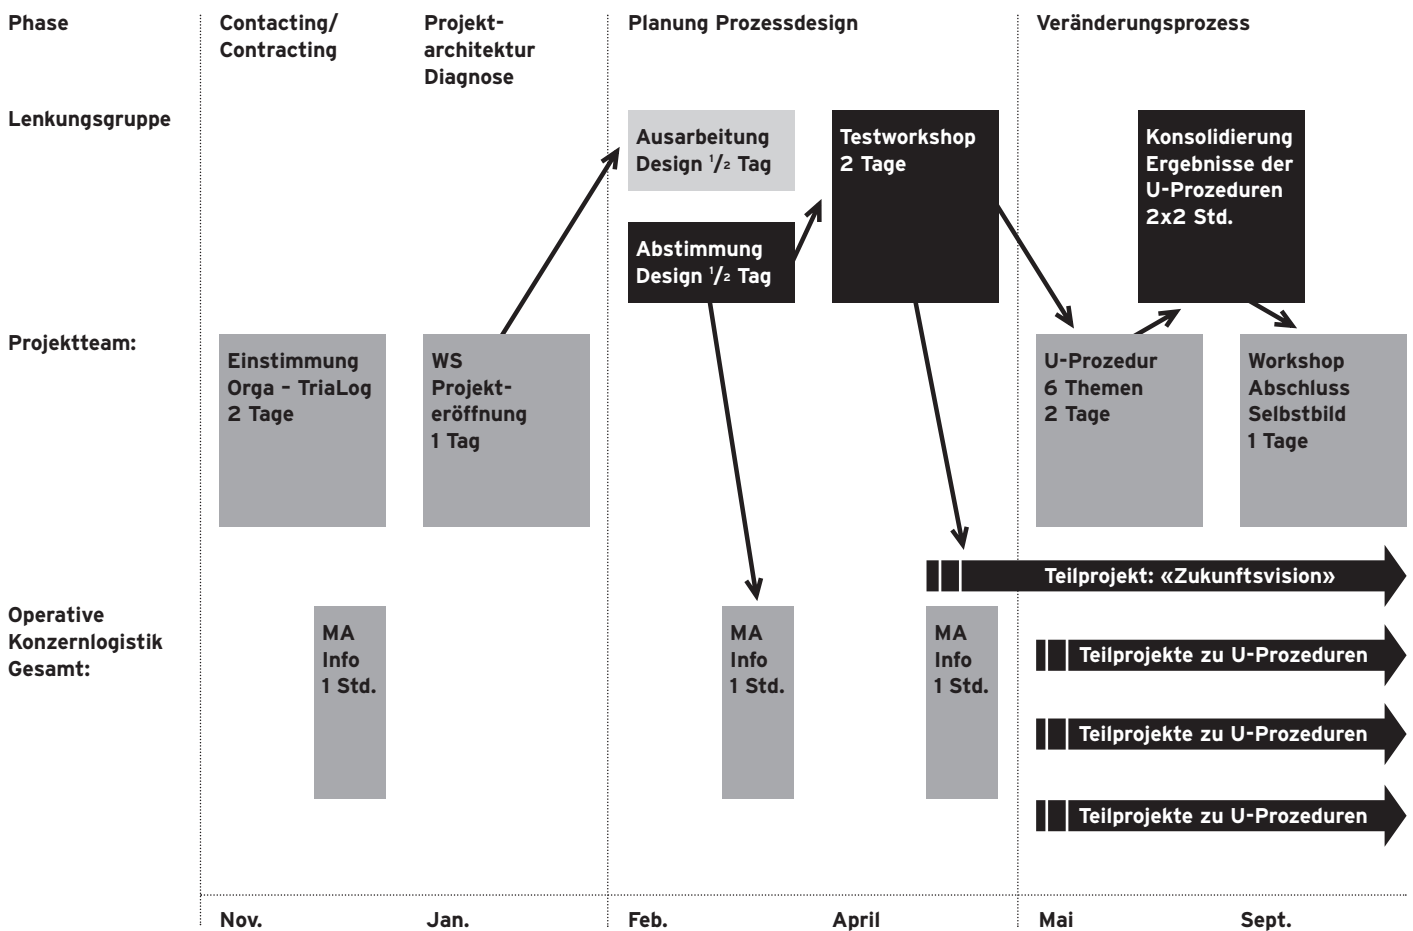 Phase
Contacting/
Contracting
Projekt-
architektur
Diagnose
Planung Prozessdesign
Veränderungsprozess
Lenkungsgruppe
Ausarbeitung
Design 1/2 Tag
Abstimmung
Design 1/2 Tag
Testworkshop
2 Tage
Konsolidierung
Ergebnisse der
U-Prozeduren
2x2 Std.
Projektteam:
Einstimmung
Orga – TriaLog
2 Tage
WS
Projekt-
eröffnung
1 Tag
U-Prozedur
6 Themen
2 Tage
Workshop
Abschluss
Selbstbild
1 Tage
Teilprojekt: «Zukunftsvision»
Operative
Konzernlogistik
Gesamt:
MA
Info
1 Std.
MA
Info
1 Std.
MA
Info
1 Std.
Teilprojekte zu U-Prozeduren
Teilprojekte zu U-Prozeduren
Teilprojekte zu U-Prozeduren
Nov.
Jan.
Feb.
April
Mai
Sept.